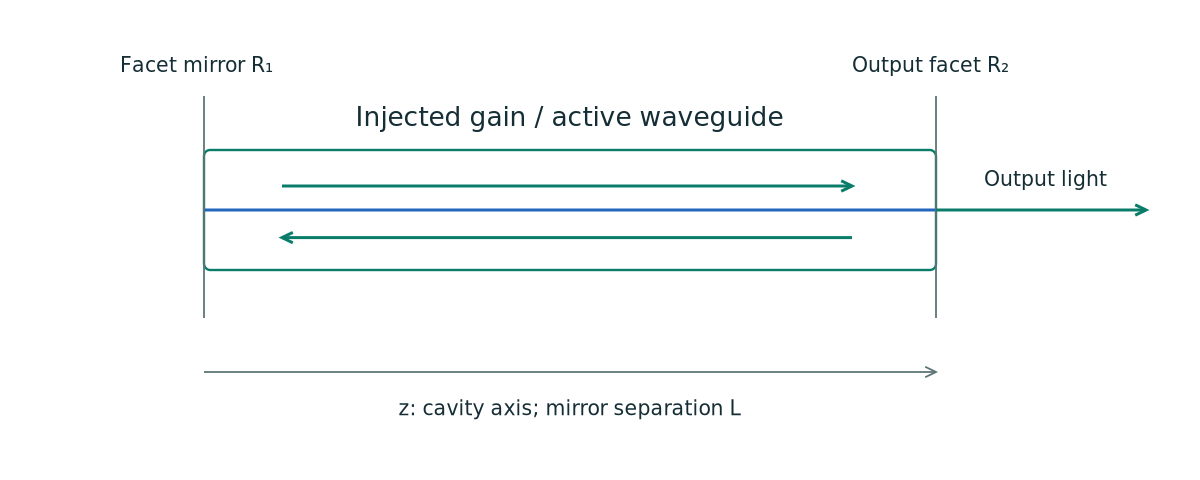 Facet mirror R₁
Output facet R₂
Injected gain / active waveguide
Output light
z: cavity axis; mirror separation L